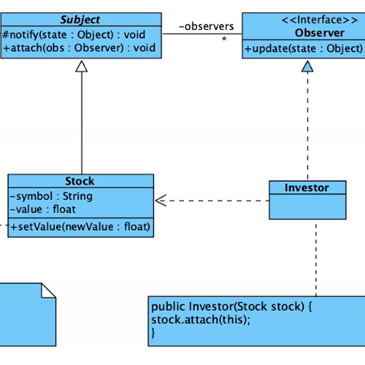 Subject
#notify(state : Object) : void
+attach(obs : Observer) : void
-observers
*
<<Interface>>
Observer
+update(state : Object)
Stock
-symbol : String
-value : float
+setValue(newValue : float)
Investor
public Investor(Stock stock) {
stock.attach(this);
}